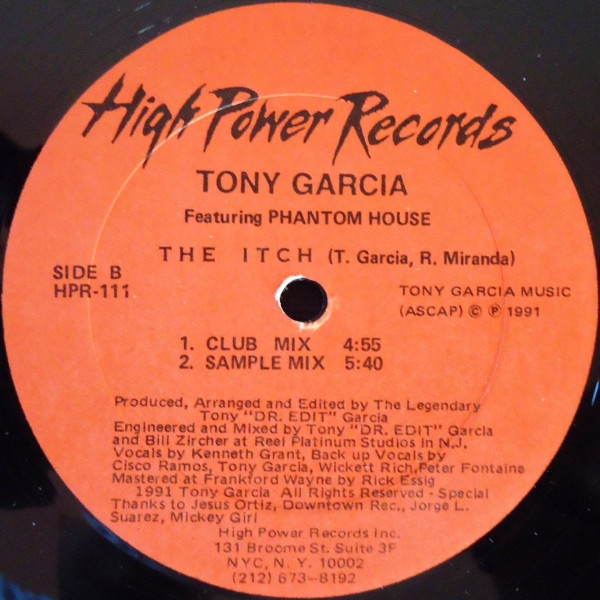 High Power Records
TONY GARCIA
Featuring PHANTOM HOUSE
THE ITCH (T. Garcia, R. Miranda)
SIDE B
HPR-111
TONY GARCIA MUSIC
(ASCAP) © ℗ 1991
1. CLUB MIX 4:55
2. SAMPLE MIX 5:40
Produced, Arranged and Edited by The Legendary
Tony "DR. EDIT" Garcia
Engineered and Mixed by Tony "DR. EDIT" Garcia
and Bill Zircher at Reel Platinum Studios In N.J.
Vocals by Kenneth Grant, Back up Vocals by
Cisco Ramos, Tony Garcia, Wickett Rich, Peter Fontaine
Mastered at Frankford Wayne by Rick Essig
1991 Tony Garcia All Rights Reserved - Special
Thanks to Jesus Ortiz, Downtown Rec., Jorge L.
Suarez, Mickey Girl
High Power Records Inc.
131 Broome St. Suite 3F
NYC, N. Y. 10002
(212) 673-8192